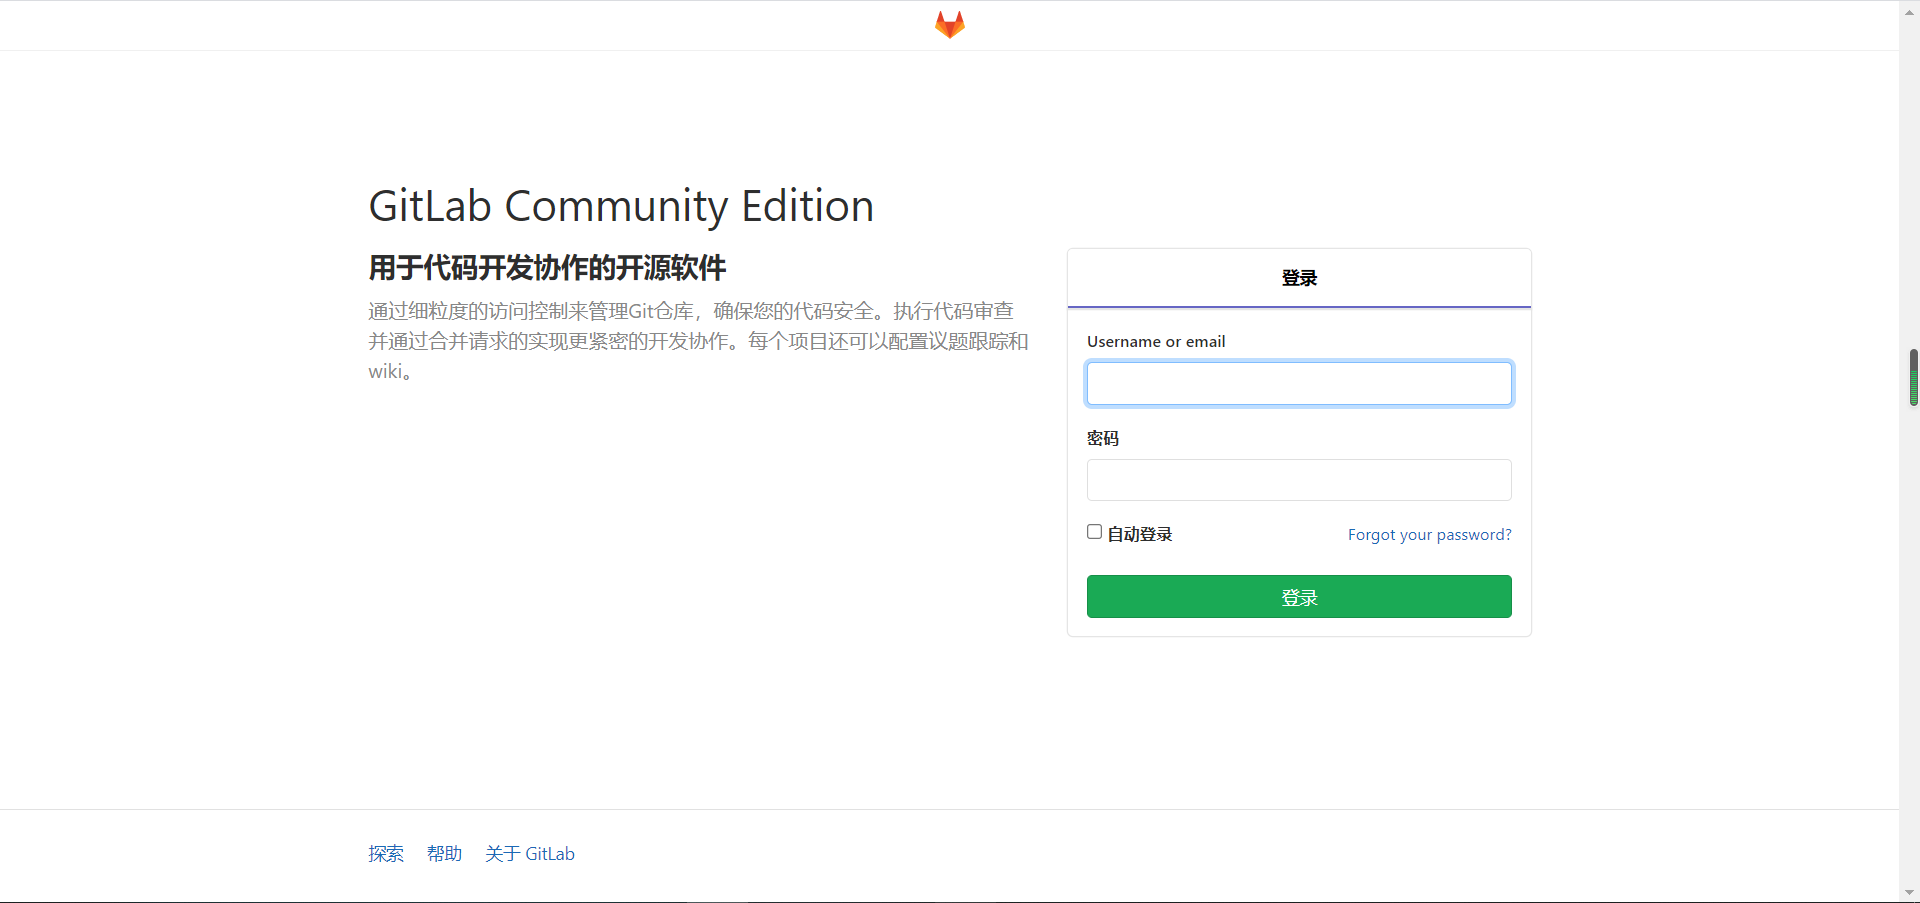 GitLab Community Edition
用于代码开发协作的开源软件
通过细粒度的访问控制来管理Git仓库，确保您的代码安全。执行代码审查
并通过合并请求的实现更紧密的开发协作。每个项目还可以配置议题跟踪和
wiki。
登录
Username or email
密码
自动登录 Forgot your password?
登录
探索 帮助 关于 GitLab